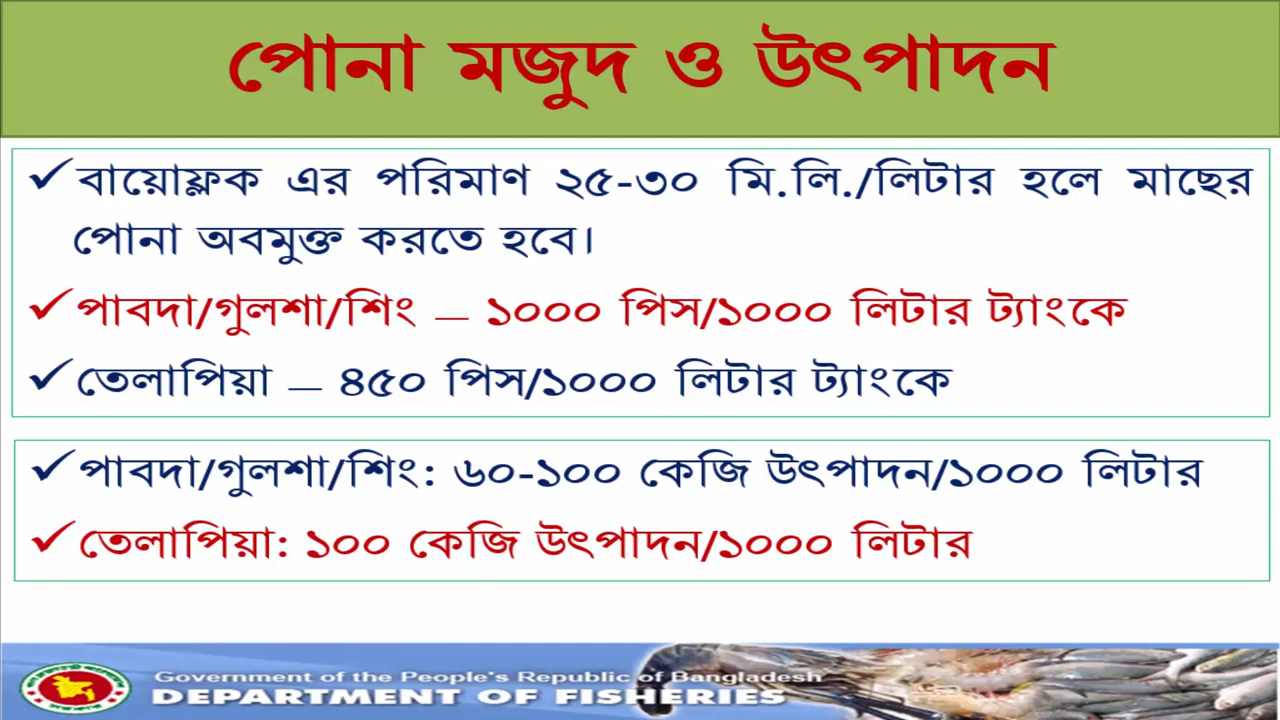 পোনা মজুদ ও উৎপাদন
✓ বায়োফ্লক এর পরিমাণ ২৫-৩০ মি.লি./লিটার হলে মাছের
পোনা অবমুক্ত করতে হবে।
✓ পাবদা/গুলশা/শিং – ১০০০ পিস/১০০০ লিটার ট্যাংকে
✓ তেলাপিয়া – ৪৫০ পিস/১০০০ লিটার ট্যাংকে
✓ পাবদা/গুলশা/শিং: ৬০-১০০ কেজি উৎপাদন/১০০০ লিটার
✓ তেলাপিয়া: ১০০ কেজি উৎপাদন/১০০০ লিটার
Government of the People's Republic of Bangladesh
DEPARTMENT OF FISHERIES